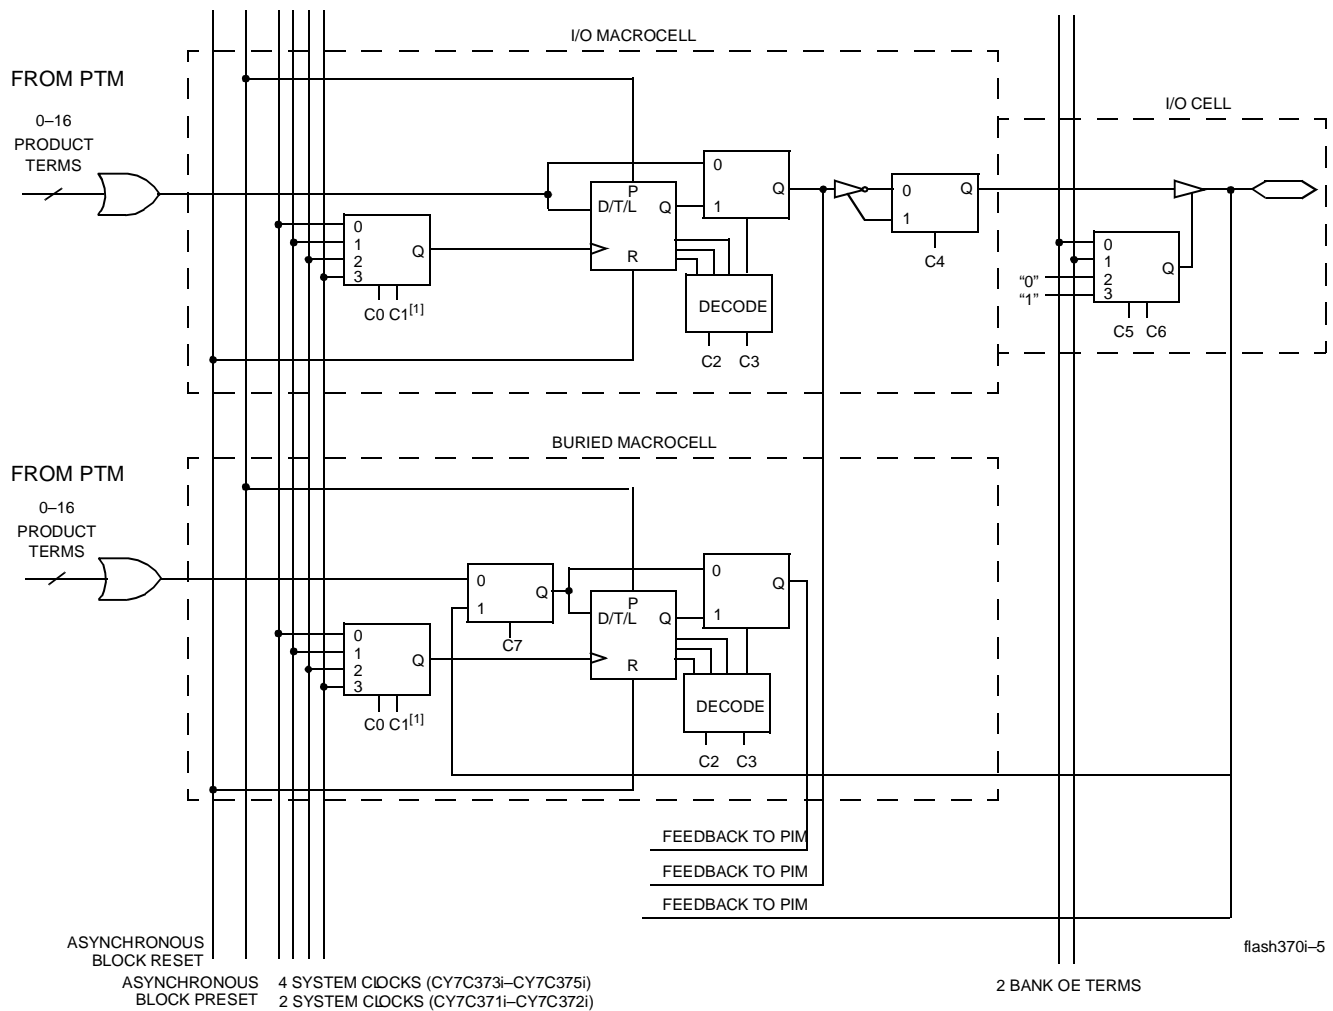 I/O MACROCELL
FROM PTM
I/O CELL
0–16
PRODUCT
TERMS
0
Q
1
P
D/T/L Q
R
0
1
2
3
Q
C0 C1[1]
DECODE
C2 C3
0
1
Q
C4
0
1
2
3
Q
"0"
"1"
C5 C6
BURIED MACROCELL
FROM PTM
0–16
PRODUCT
TERMS
0
1
Q
C7
0
1
Q
P
D/T/L Q
R
0
1
2
3
Q
C0 C1[1]
DECODE
C2 C3
FEEDBACK TO PIM
FEEDBACK TO PIM
FEEDBACK TO PIM
ASYNCHRONOUS
BLOCK RESET
flash370i–5
ASYNCHRONOUS
BLOCK PRESET
4 SYSTEM CLOCKS (CY7C373i–CY7C375i)
2 SYSTEM CLOCKS (CY7C371i–CY7C372i)
2 BANK OE TERMS